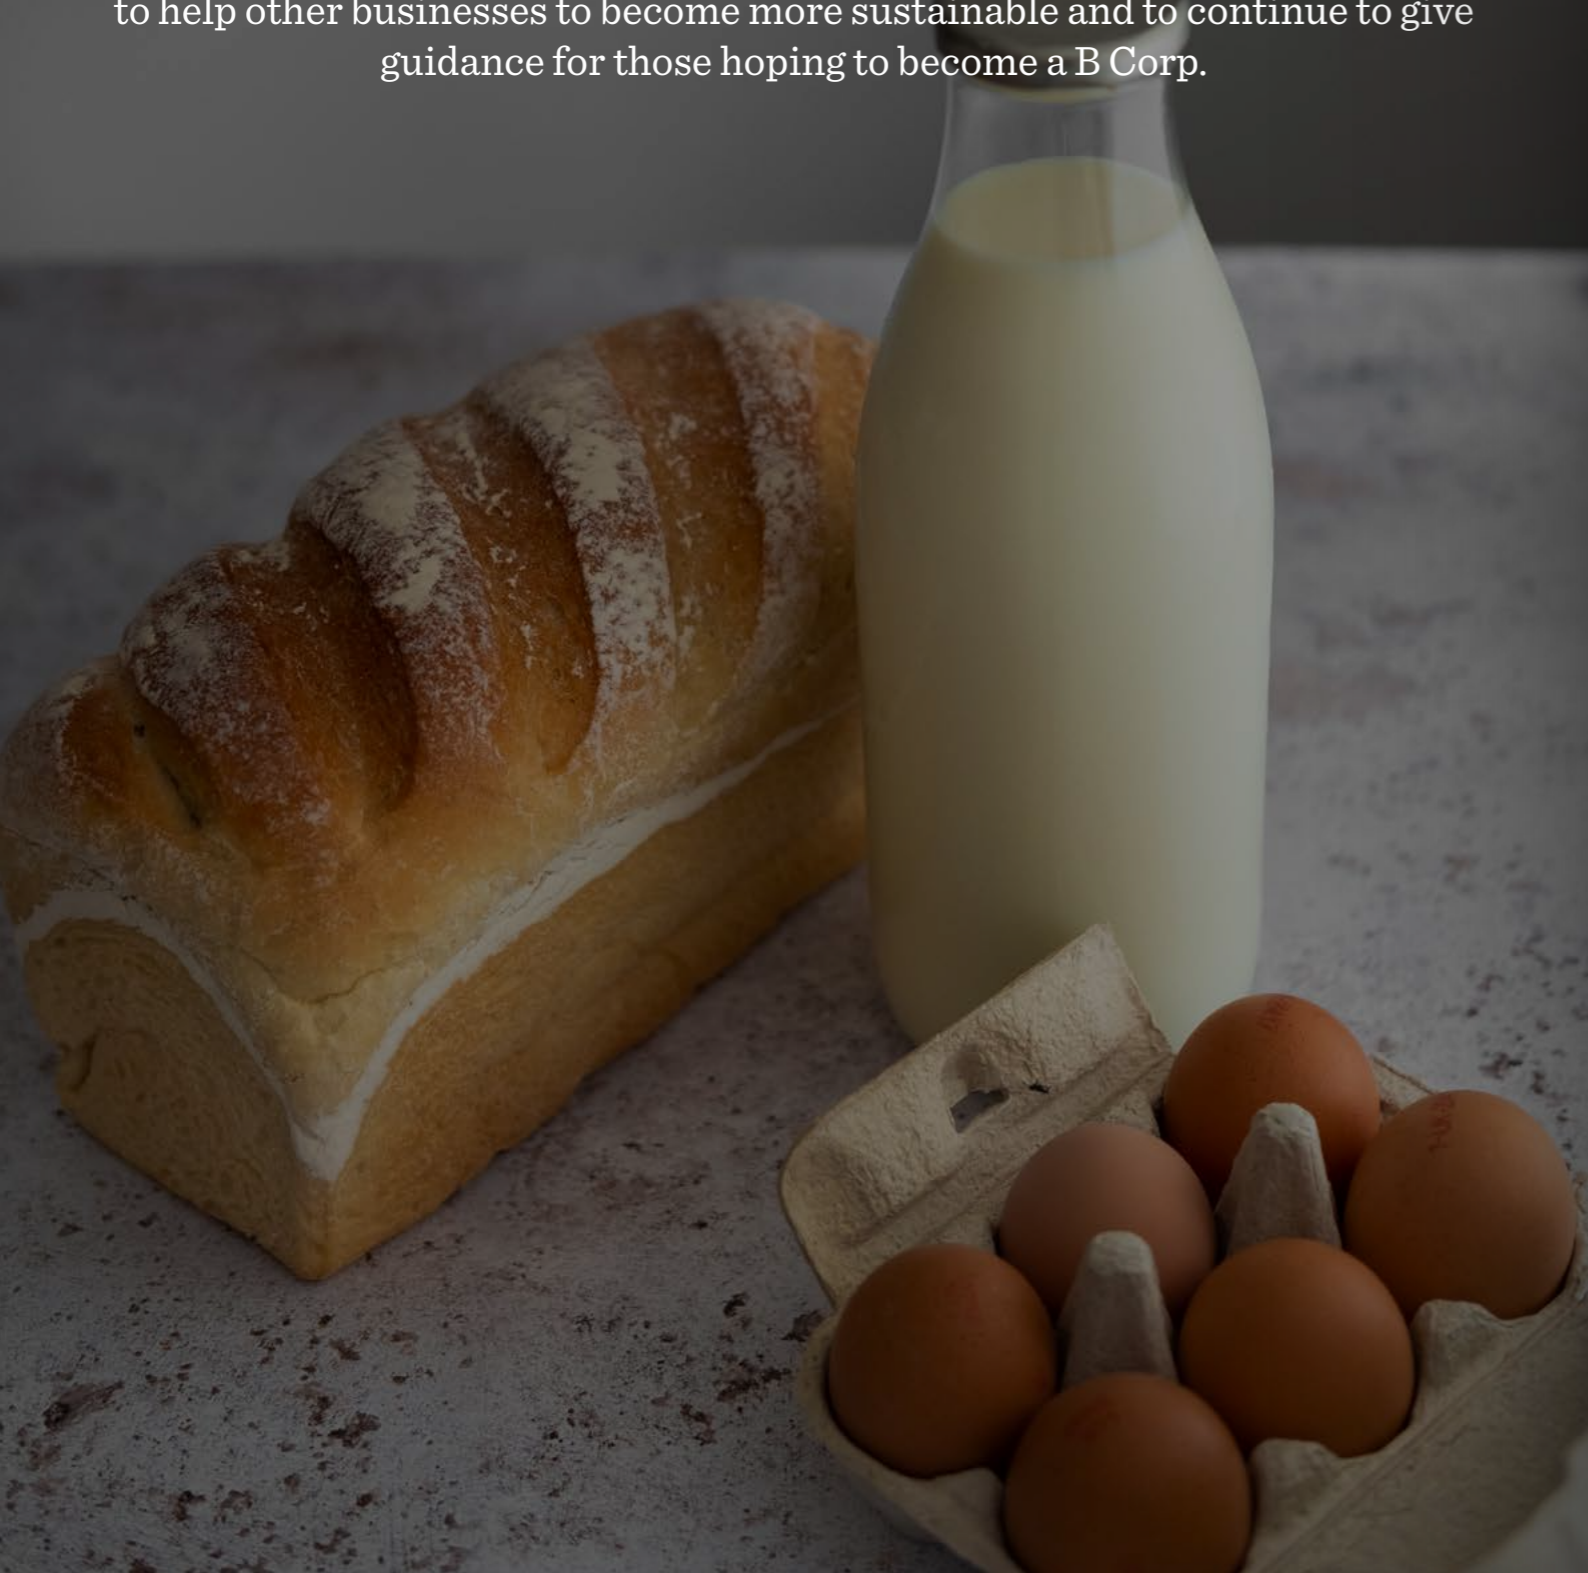 to help other businesses to become more sustainable and to continue to give
guidance for those hoping to become a B Corp.